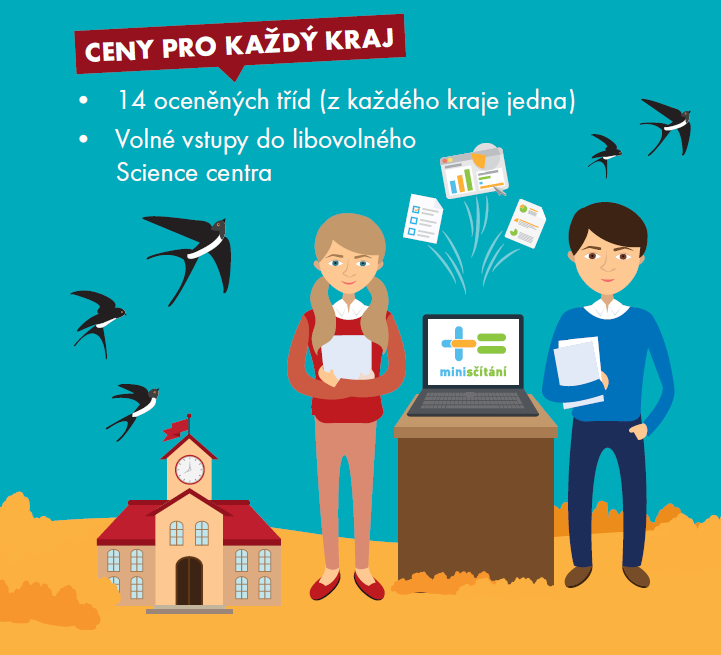 CENY PRO KAŽDÝ KRAJ
• 14 oceněných tříd (z každého kraje jedna)
• Volné vstupy do libovolného
Science centra
minisčítání